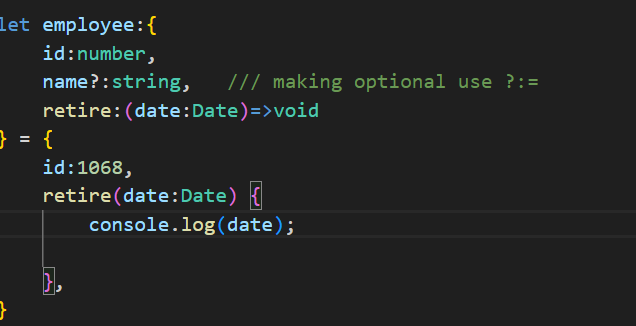 let employee:{
id:number,
name?:string,   /// making optional use ?:=
retire:(date:Date)=>void
} = {
id:1068,
retire(date:Date) {
console.log(date);
},
}